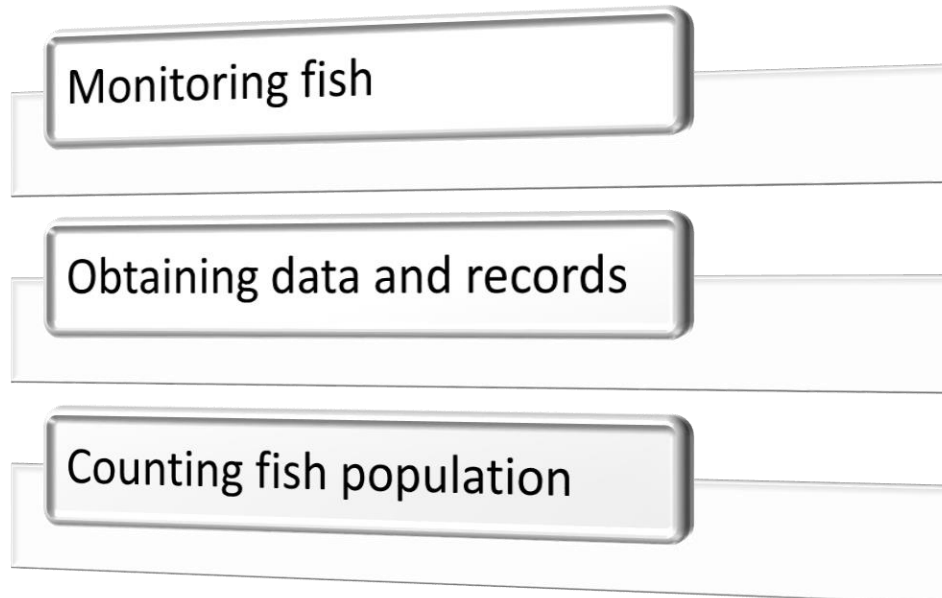 Monitoring fish
Obtaining data and records
Counting fish population